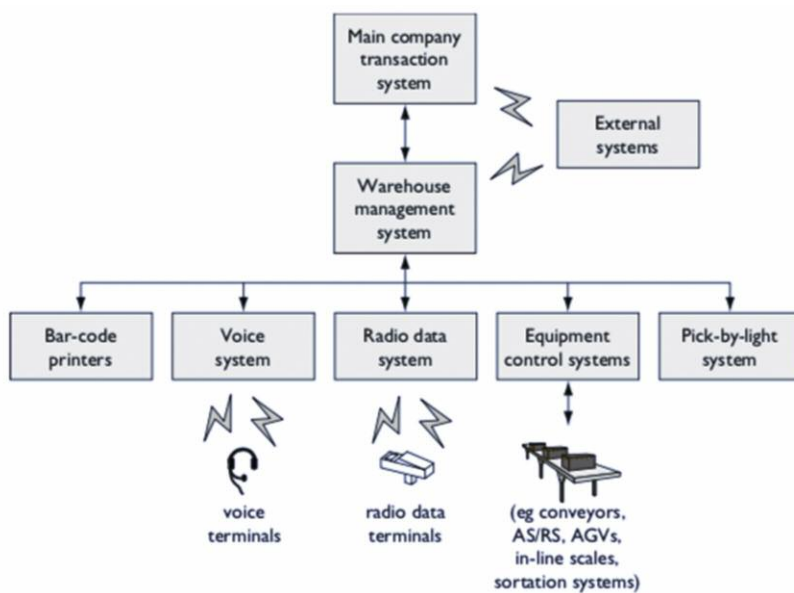 Main company
transaction
system
External
systems
Warehouse
management
system
Bar-code
printers
Voice
system
Radio data
system
Equipment
control systems
Pick-by-light
system
voice
terminals
radio data
terminals
(eg conveyors,
AS/RS, AGVs,
in-line scales,
sortation systems)